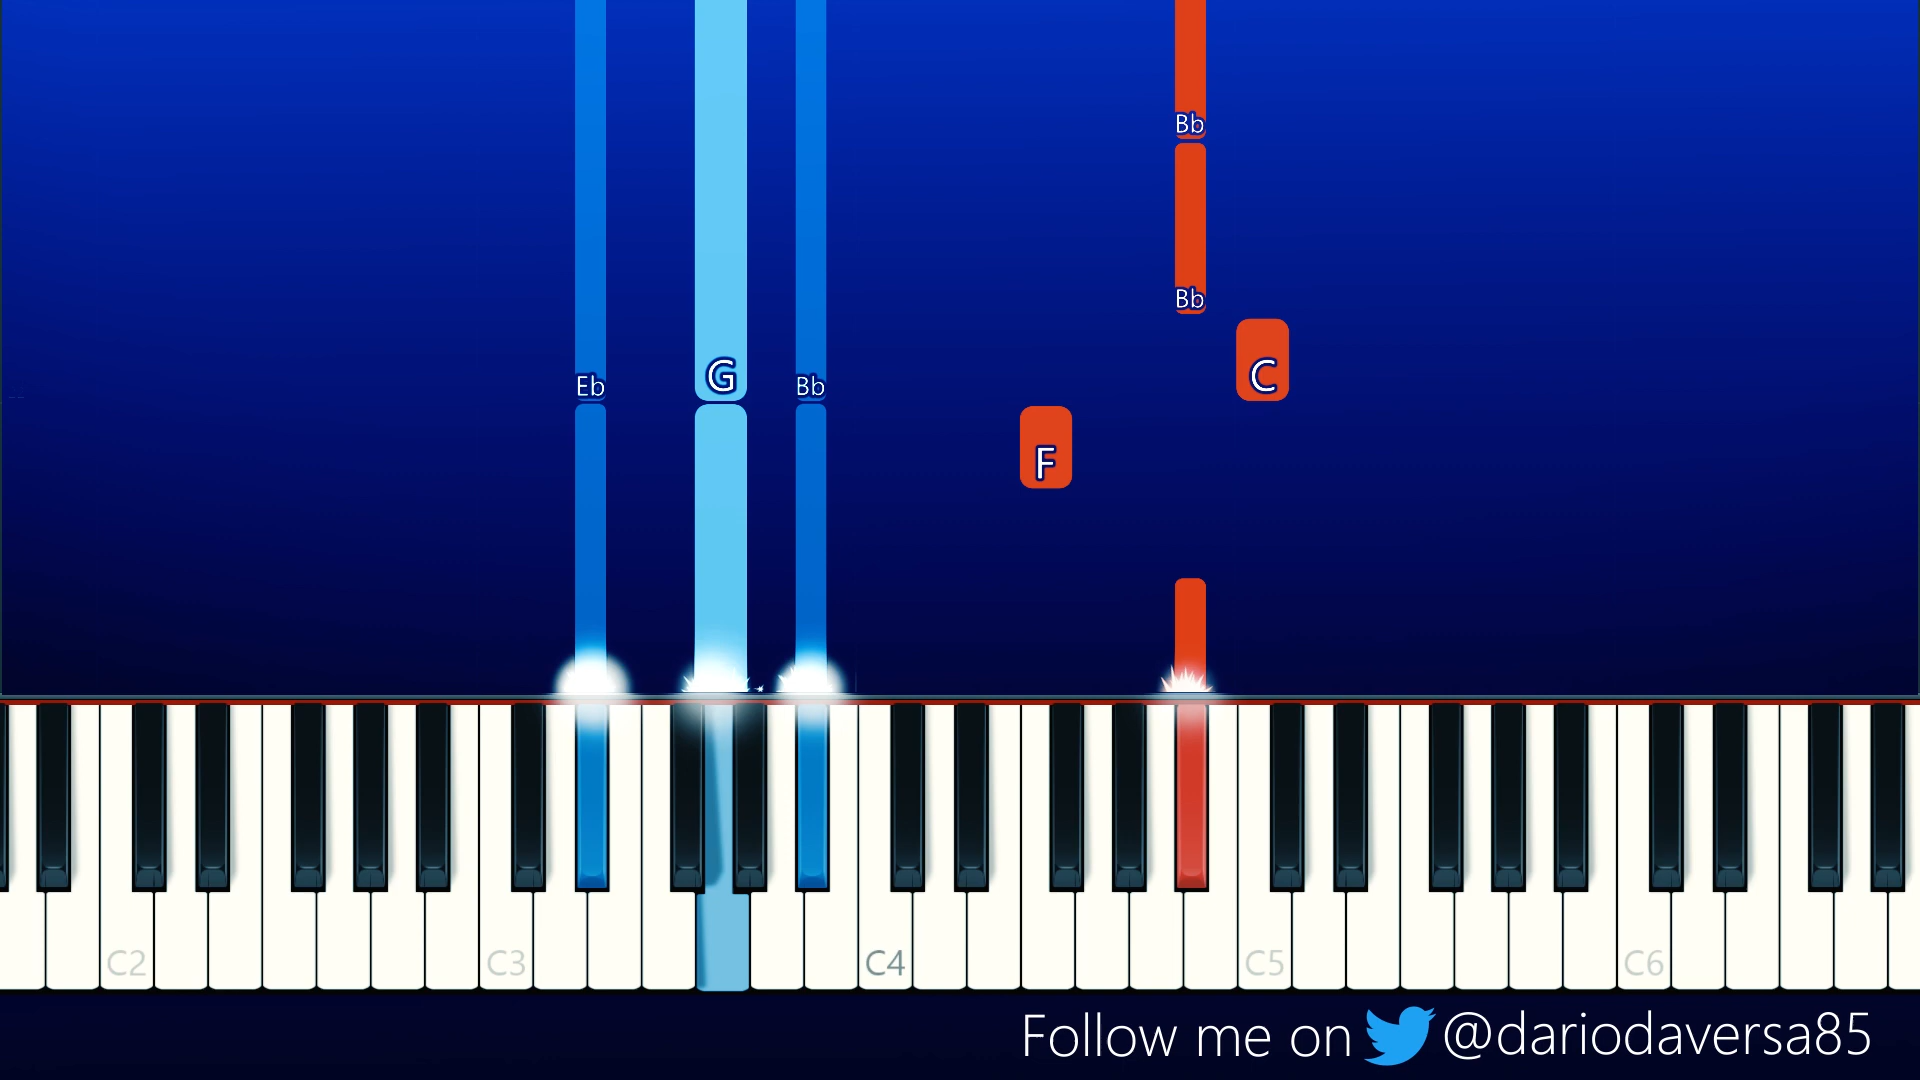 Bb
Bb
Eb G Bb C
F
C2 C3 C4 C5 C6
Follow me on @dariodaversa85